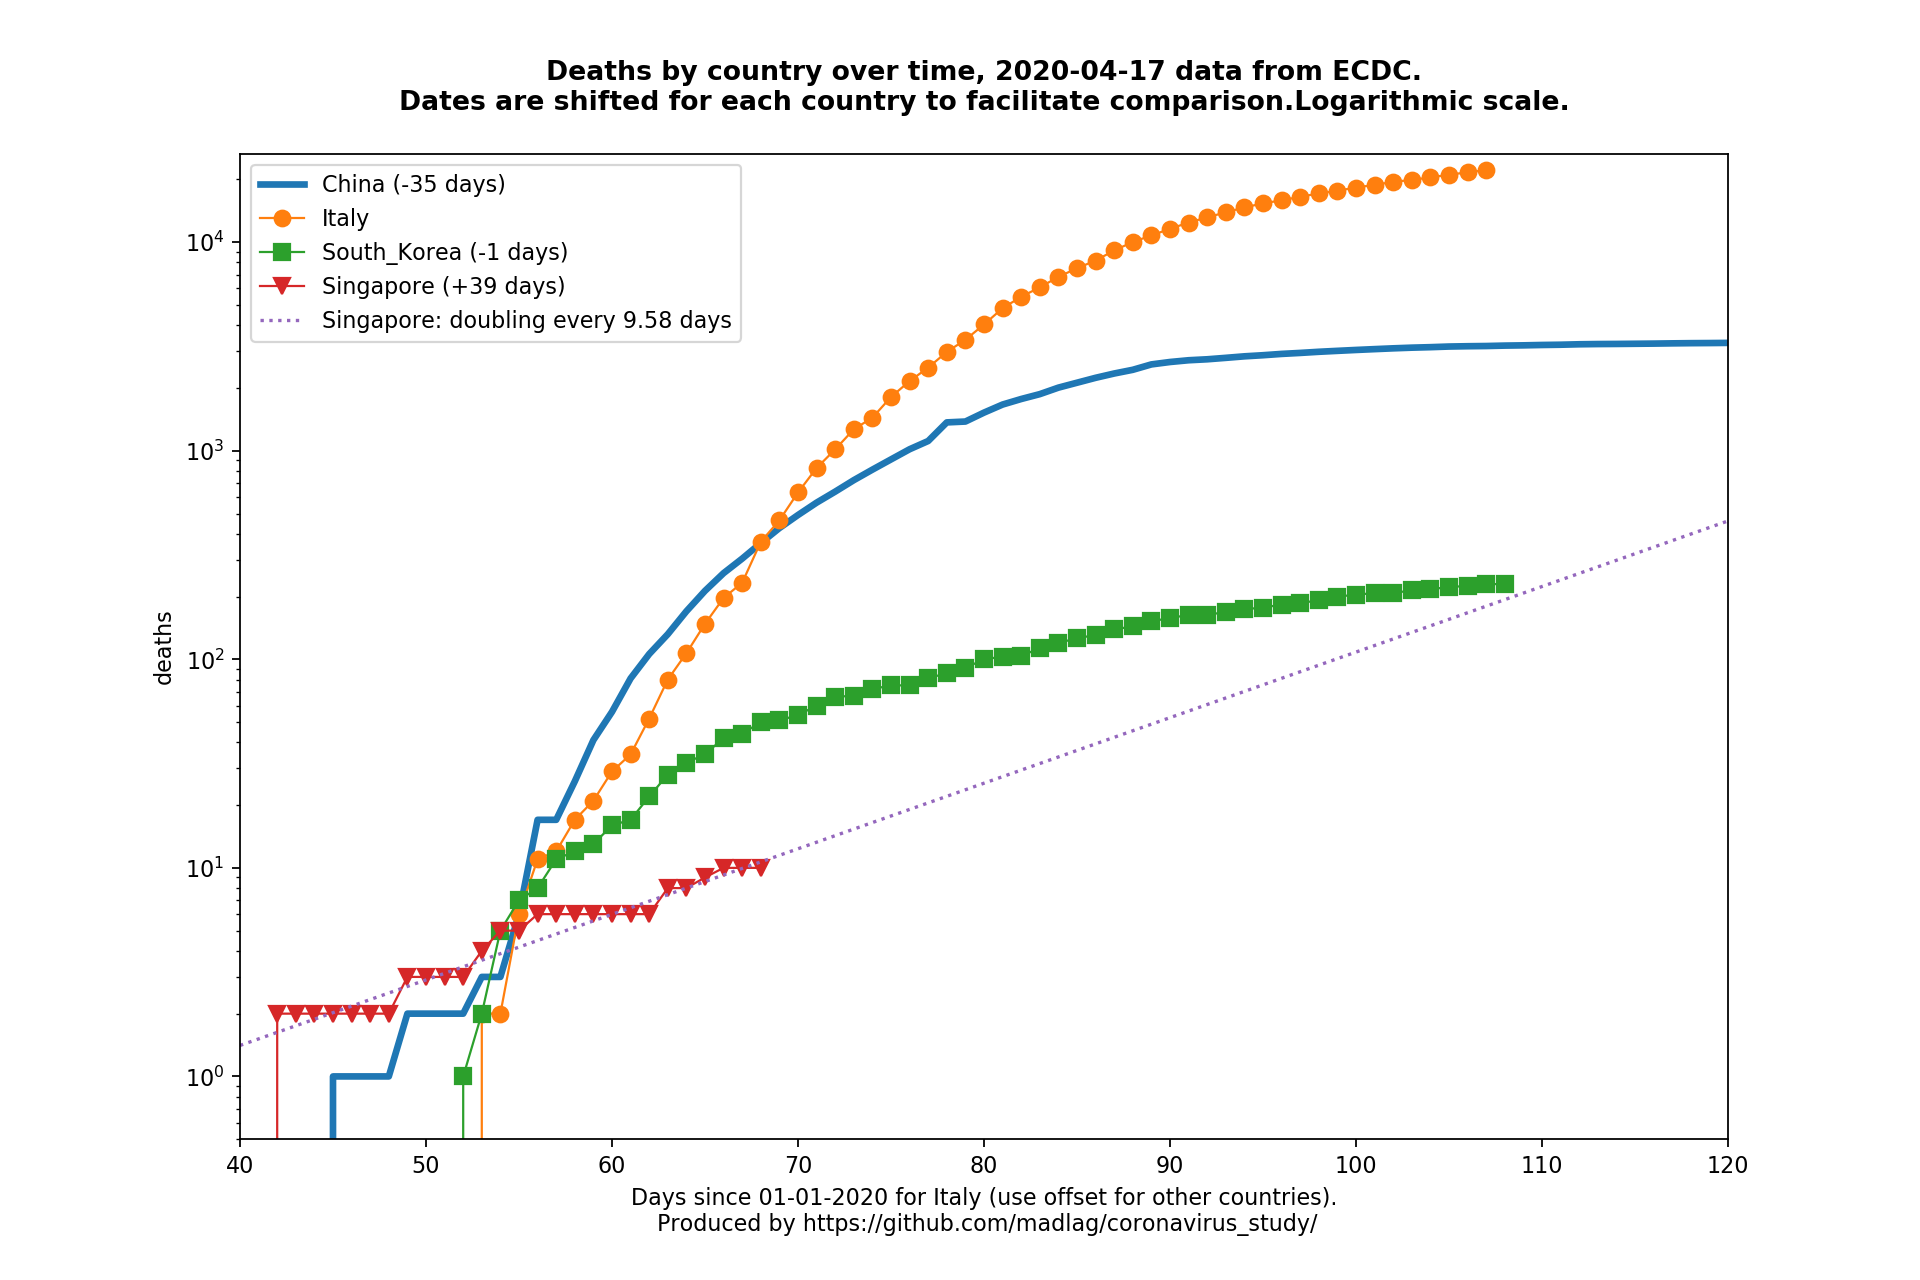 Deaths by country over time, 2020-04-17 data from ECDC.
Dates are shifted for each country to facilitate comparison.Logarithmic scale.
China (-35 days)
Italy
South_Korea (-1 days)
Singapore (+39 days)
Singapore: doubling every 9.58 days
10⁴
10³
10²
10¹
10⁰
deaths
40 50 60 70 80 90 100 110 120
Days since 01-01-2020 for Italy (use offset for other countries).
Produced by https://github.com/madlag/coronavirus_study/